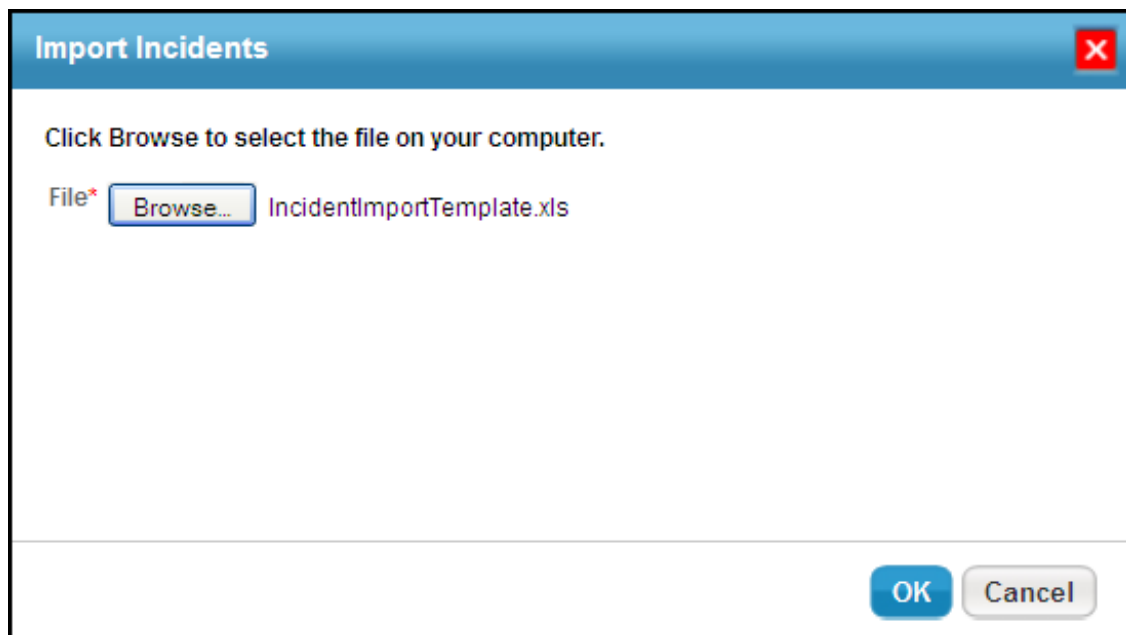 Import Incidents
Click Browse to select the file on your computer.
File* Browse... IncidentImportTemplate.xls
OK Cancel